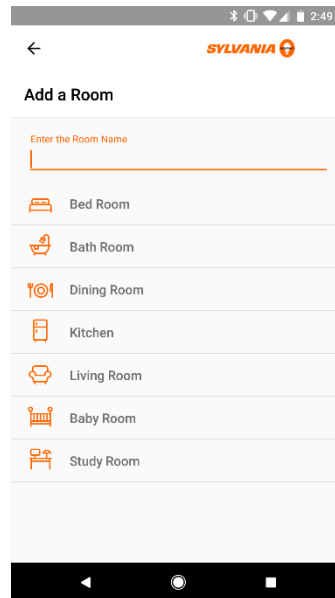 2:49
SYLVANIA
Add a Room
Enter the Room Name
Bed Room
Bath Room
Dining Room
Kitchen
Living Room
Baby Room
Study Room